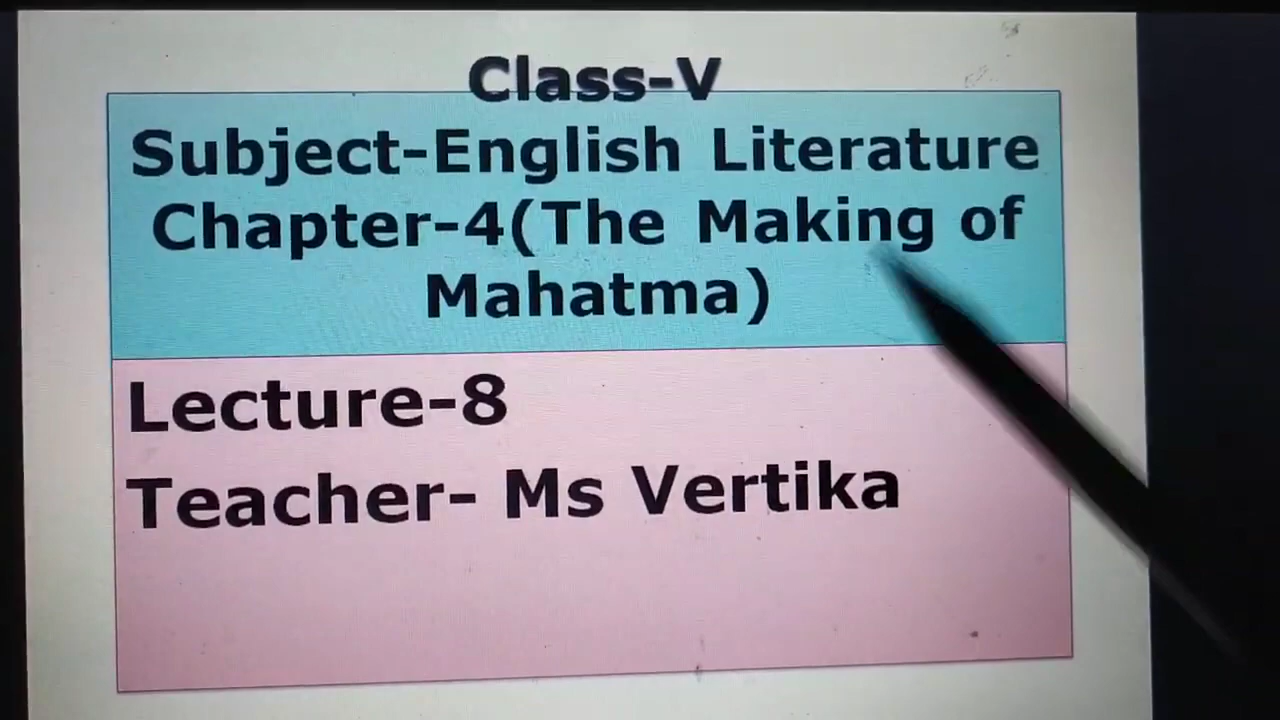 Class-V
Subject-English Literature
Chapter-4(The Making of
Mahatma)
Lecture-8
Teacher- Ms Vertika